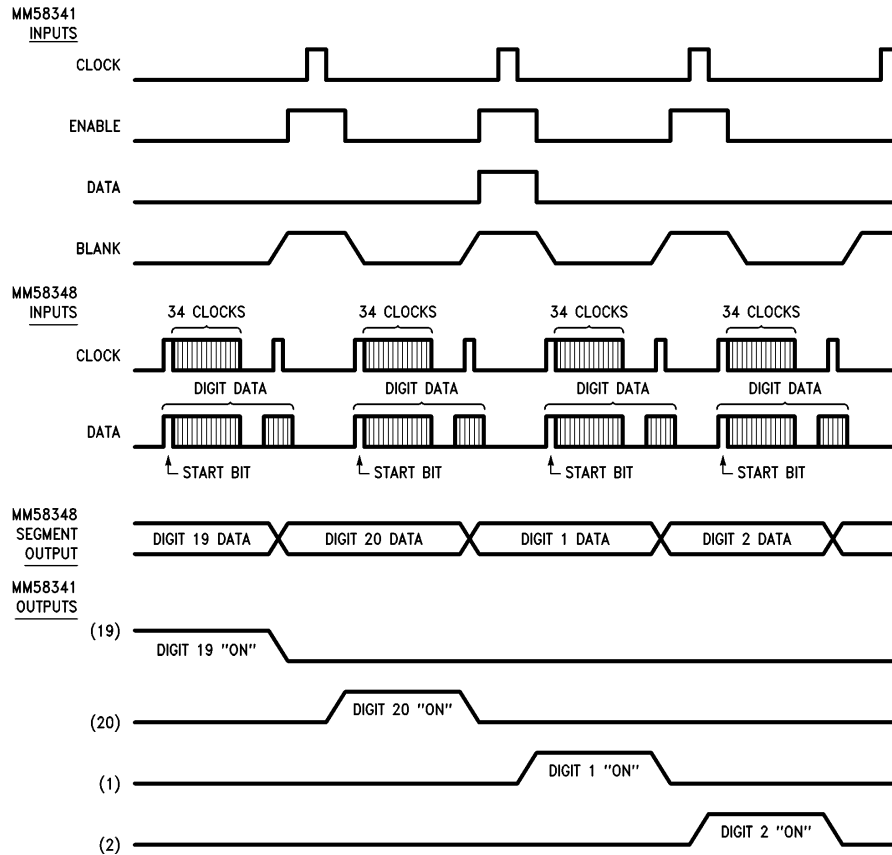 MM58341
INPUTS
CLOCK
ENABLE
DATA
BLANK
MM58348
INPUTS
34 CLOCKS 34 CLOCKS 34 CLOCKS 34 CLOCKS
CLOCK
DIGIT DATA DIGIT DATA DIGIT DATA DIGIT DATA
DATA
START BIT START BIT START BIT START BIT
MM58348
SEGMENT
OUTPUT
DIGIT 19 DATA DIGIT 20 DATA DIGIT 1 DATA DIGIT 2 DATA
MM58341
OUTPUTS
(19)
DIGIT 19 "ON"
(20)
DIGIT 20 "ON"
(1)
DIGIT 1 "ON"
(2)
DIGIT 2 "ON"